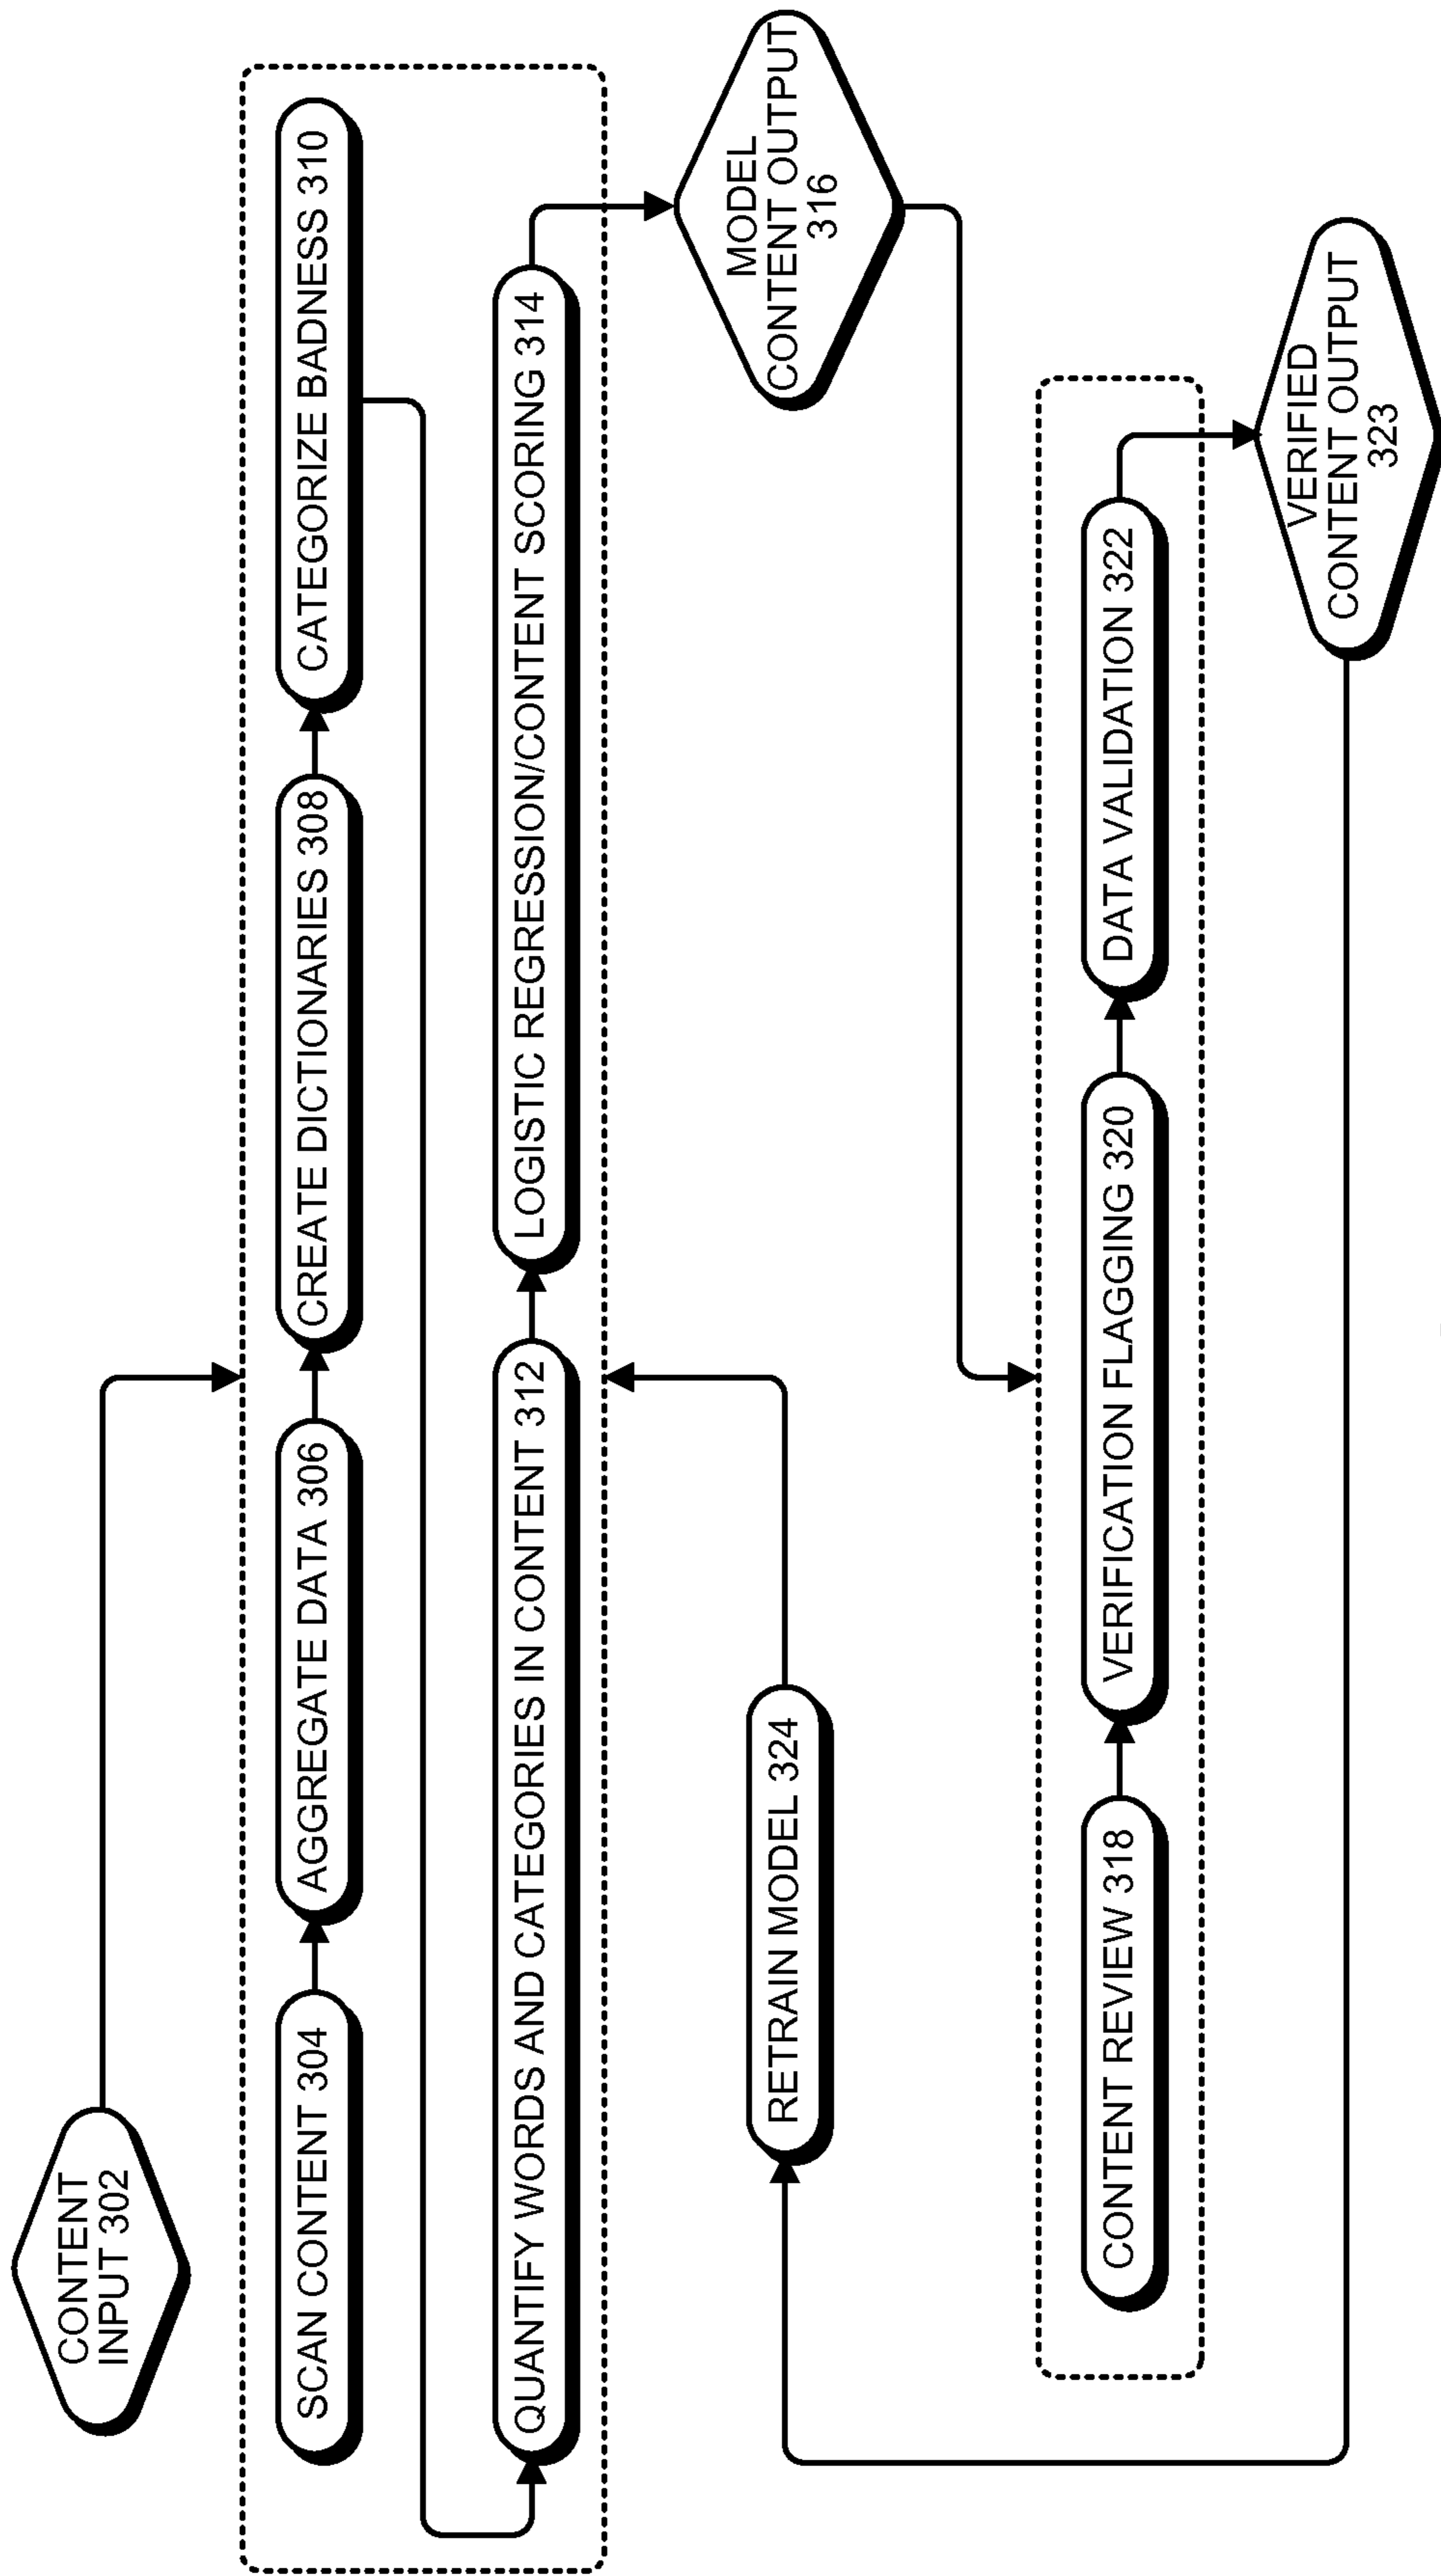 CONTENT
INPUT 302
SCAN CONTENT 304
AGGREGATE DATA 306
CREATE DICTIONARIES 308
CATEGORIZE BADNESS 310
QUANTIFY WORDS AND CATEGORIES IN CONTENT 312
LOGISTIC REGRESSION/CONTENT SCORING 314
MODEL
CONTENT OUTPUT
316
RETRAIN MODEL 324
CONTENT REVIEW 318
VERIFICATION FLAGGING 320
DATA VALIDATION 322
VERIFIED
CONTENT OUTPUT
323